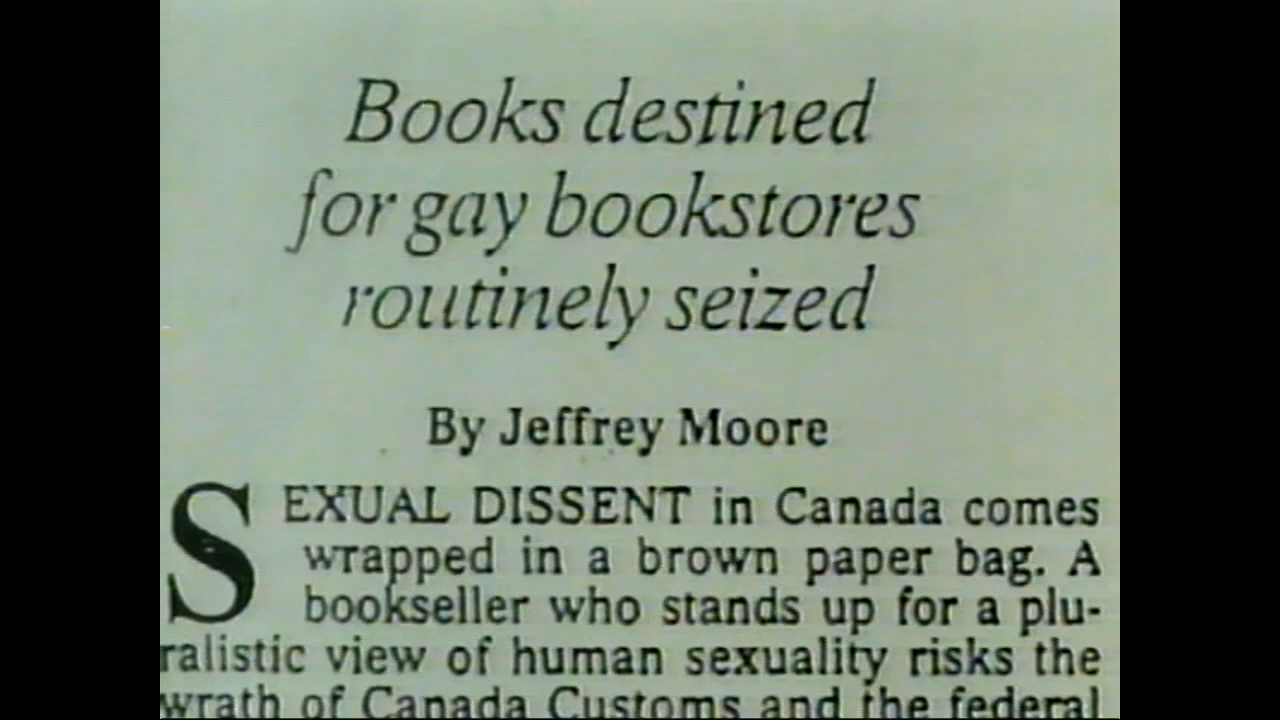 Books destined
for gay bookstores
routinely seized
By Jeffrey Moore
SEXUAL DISSENT in Canada comes
wrapped in a brown paper bag. A
bookseller who stands up for a plu-
ralistic view of human sexuality risks the
wrath of Canada Customs and the federal